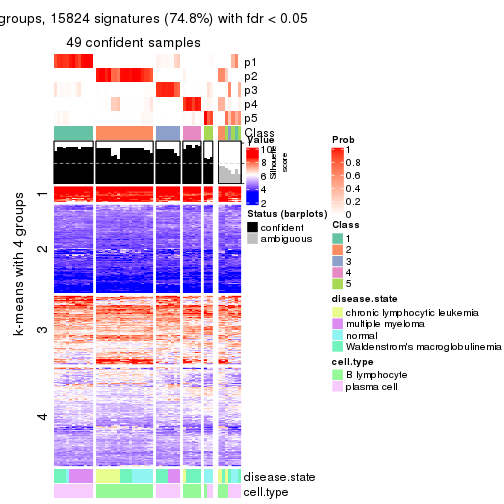 groups, 15824 signatures (74.8%) with fdr < 0.05
49 confident samples
p1
p2
p3
p4
p5
Class
Value
10
8
6
4
2
Silhouette
score
Status (barplots)
confident
ambiguous
Prob
1
0.8
0.6
0.4
0.2
0
Class
1
2
3
4
5
disease.state
chronic lymphocytic leukemia
multiple myeloma
normal
Waldenstrom's macroglobulinemia
cell.type
B lymphocyte
plasma cell
k-means with 4 groups
1
2
3
4
disease.state
cell.type